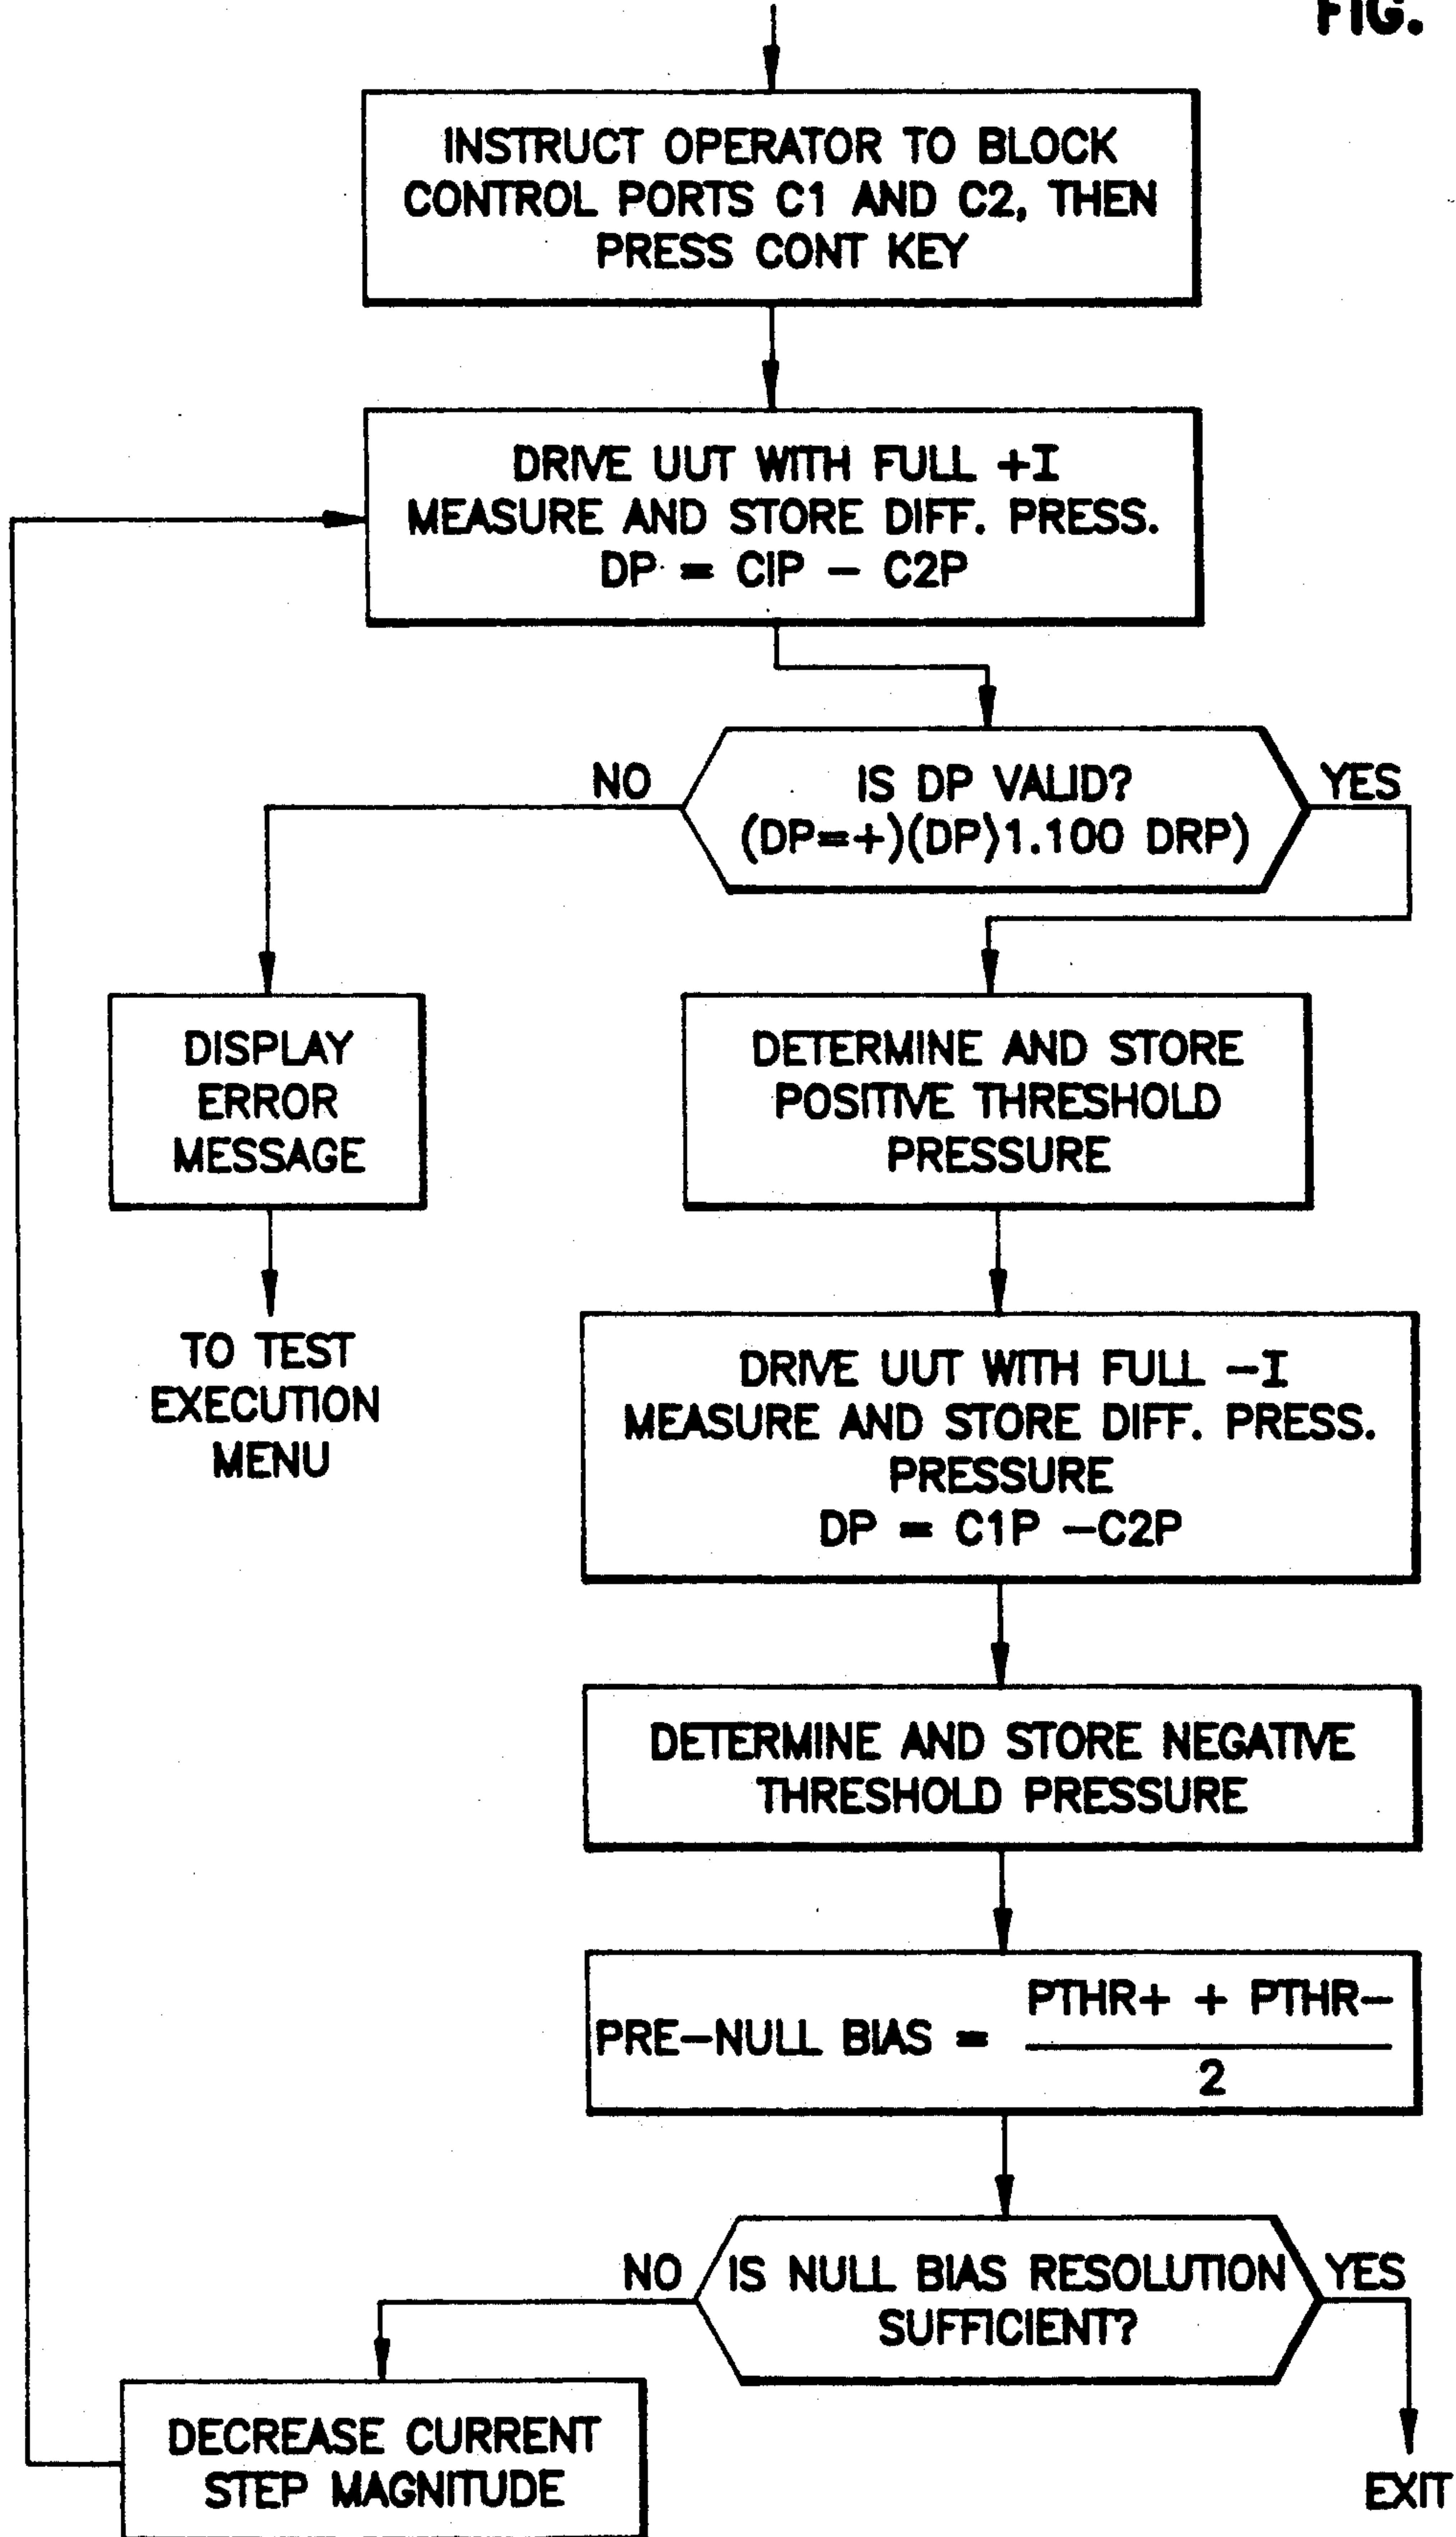 FIG.
INSTRUCT OPERATOR TO BLOCK
CONTROL PORTS C1 AND C2, THEN
PRESS CONT KEY
DRIVE UUT WITH FULL +I
MEASURE AND STORE DIFF. PRESS.
DP = CIP - C2P
NO
IS DP VALID?
YES
(DP=+)(DP>1.100 DRP)
DISPLAY
ERROR
MESSAGE
DETERMINE AND STORE
POSITIVE THRESHOLD
PRESSURE
TO TEST
EXECUTION
MENU
DRIVE UUT WITH FULL -I
MEASURE AND STORE DIFF. PRESS.
PRESSURE
DP = C1P -C2P
DETERMINE AND STORE NEGATIVE
THRESHOLD PRESSURE
PRE-NULL BIAS =
PTHR+ + PTHR-
2
NO
IS NULL BIAS RESOLUTION
SUFFICIENT?
YES
DECREASE CURRENT
STEP MAGNITUDE
EXIT